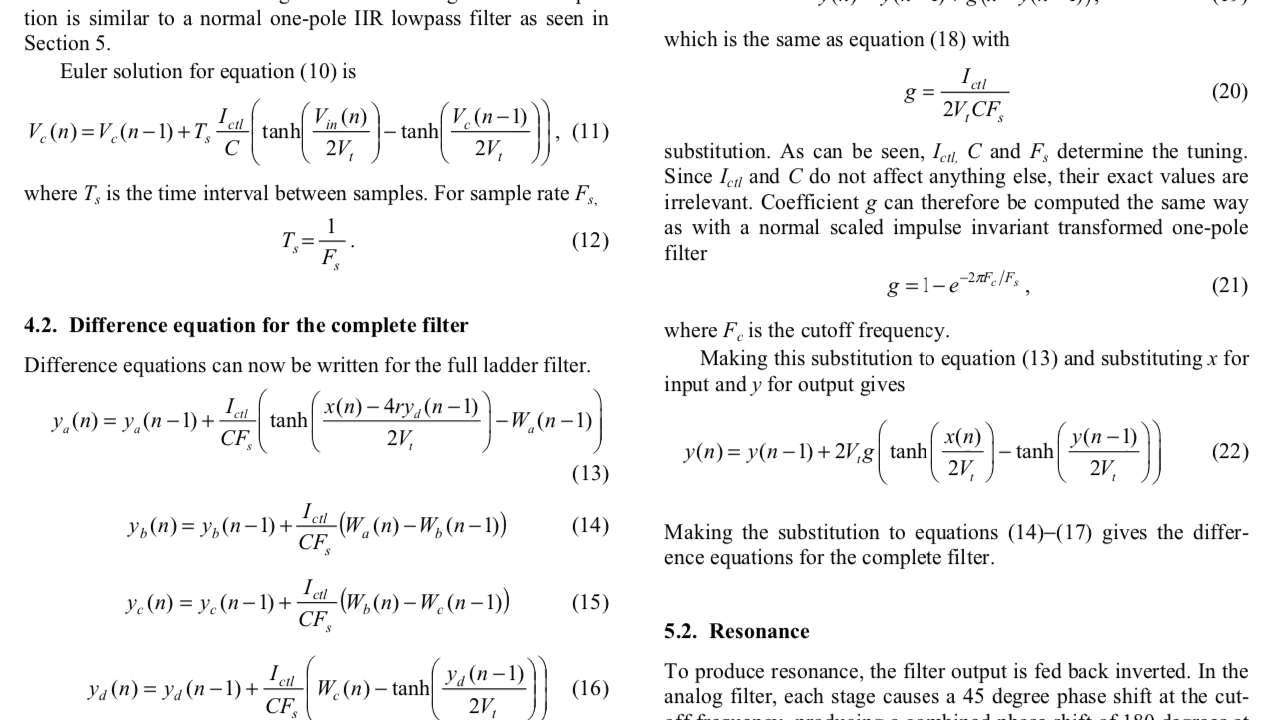 tion is similar to a normal one-pole IIR lowpass filter as seen in
Section 5.
Euler solution for equation (10) is
V_c(n) = V_c(n−1) + T_s I_ctl/C (tanh(V_in(n)/2V_t) − tanh(V_c(n−1)/2V_t)), (11)
where T_s is the time interval between samples. For sample rate F_s,
T_s = 1/F_s. (12)
4.2. Difference equation for the complete filter
Difference equations can now be written for the full ladder filter.
y_a(n) = y_a(n−1) + I_ctl/CF_s (tanh((x(n) − 4ry_d(n−1))/2V_t) − W_a(n−1))
(13)
y_b(n) = y_b(n−1) + I_ctl/CF_s (W_a(n) − W_b(n−1)) (14)
y_c(n) = y_c(n−1) + I_ctl/CF_s (W_b(n) − W_c(n−1)) (15)
y_d(n) = y_d(n−1) + I_ctl/CF_s (W_c(n) − tanh(y_d(n−1)/2V_t)) (16)
which is the same as equation (18) with
g = I_ctl/2V_tCF_s (20)
substitution. As can be seen, I_ctl, C and F_s determine the tuning.
Since I_ctl and C do not affect anything else, their exact values are
irrelevant. Coefficient g can therefore be computed the same way
as with a normal scaled impulse invariant transformed one-pole
filter
g = 1 − e^(−2πF_c/F_s), (21)
where F_c is the cutoff frequency.
Making this substitution to equation (13) and substituting x for
input and y for output gives
y(n) = y(n−1) + 2V_t g (tanh(x(n)/2V_t) − tanh(y(n−1)/2V_t)) (22)
Making the substitution to equations (14)–(17) gives the differ-
ence equations for the complete filter.
5.2. Resonance
To produce resonance, the filter output is fed back inverted. In the
analog filter, each stage causes a 45 degree phase shift at the cut-